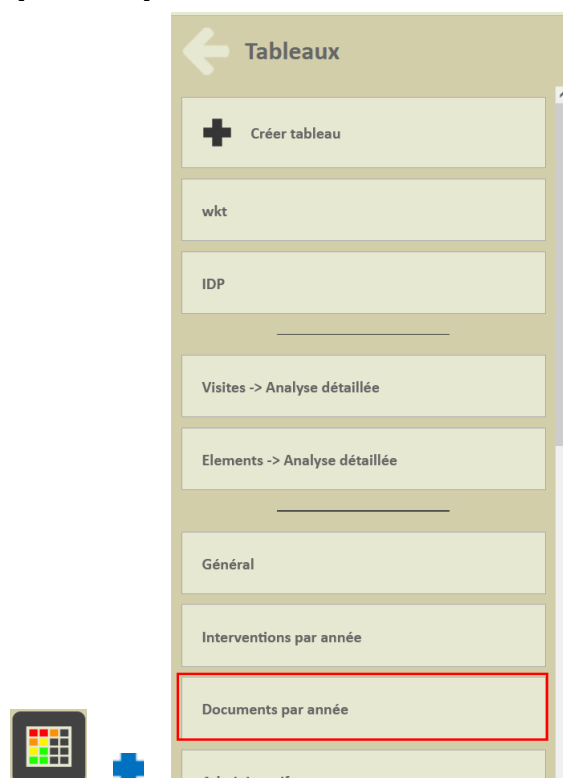 Tableaux
Créer tableau
wkt
IDP
Visites -> Analyse détaillée
Elements -> Analyse détaillée
Général
Interventions par année
Documents par année